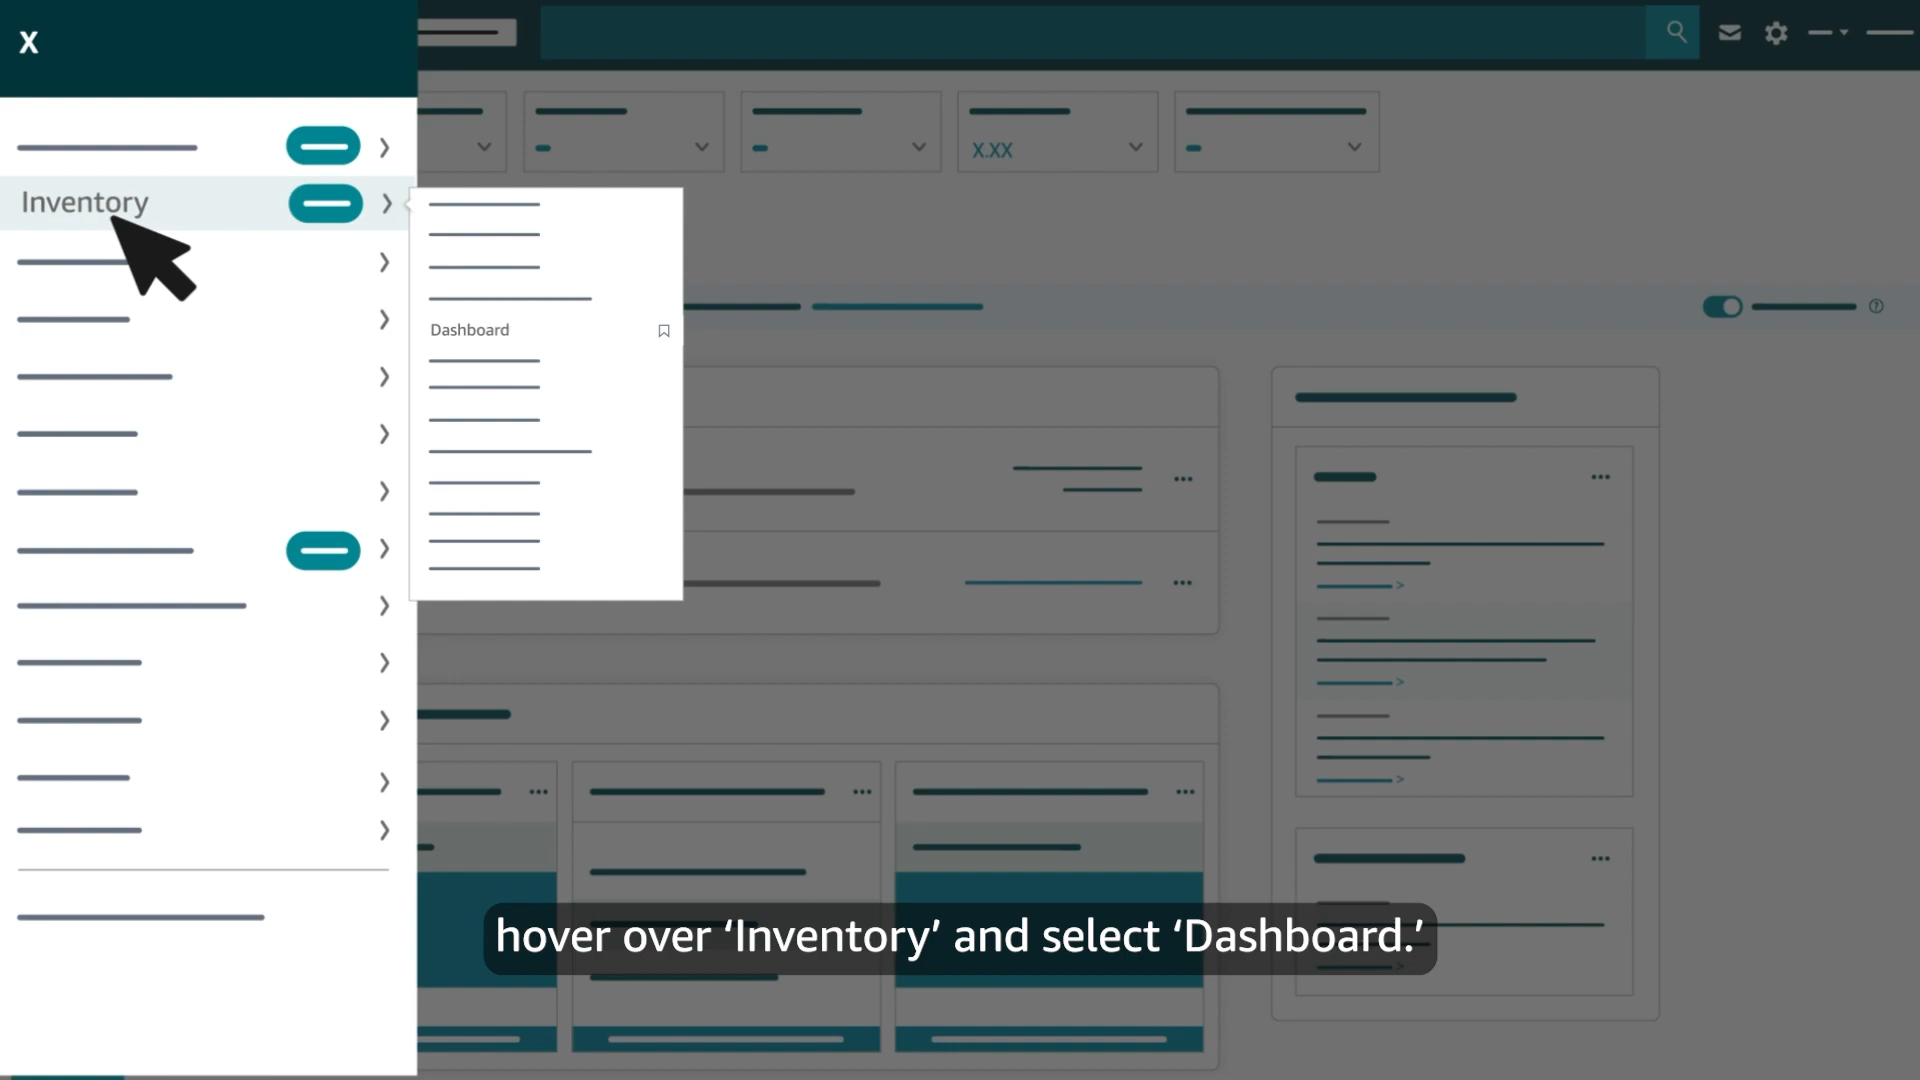 X
X.XX
Inventory
Dashboard
hover over ‘Inventory’ and select ‘Dashboard.’